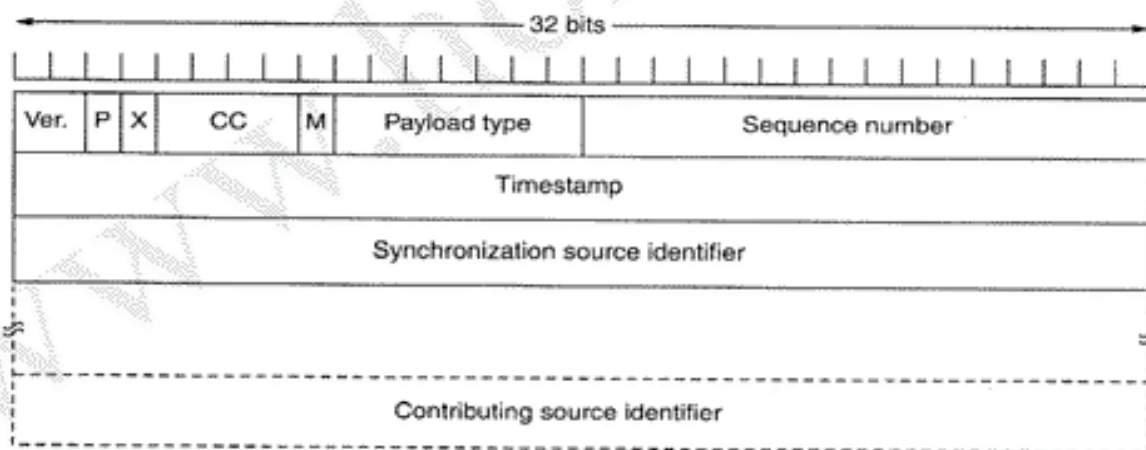 32 bits
Ver. P X CC M Payload type Sequence number
Timestamp
Synchronization source identifier
Contributing source identifier